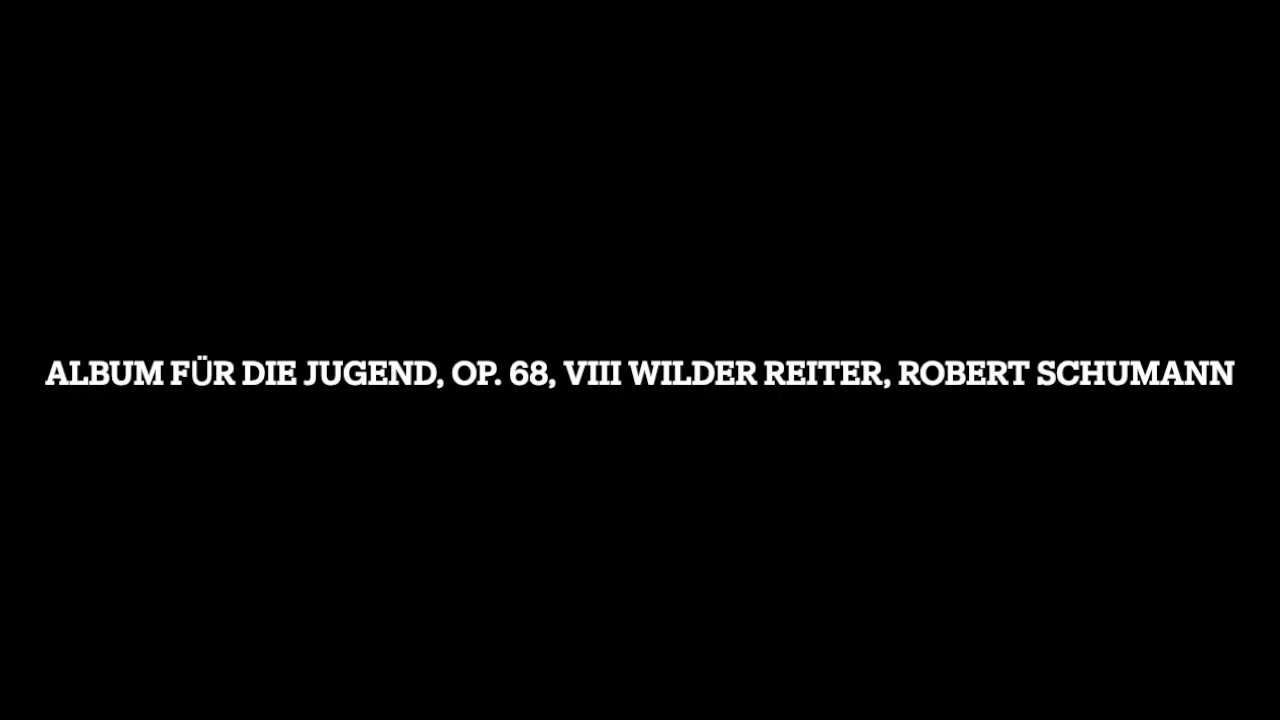 ALBUM FÜR DIE JUGEND, OP. 68, VIII WILDER REITER, ROBERT SCHUMANN